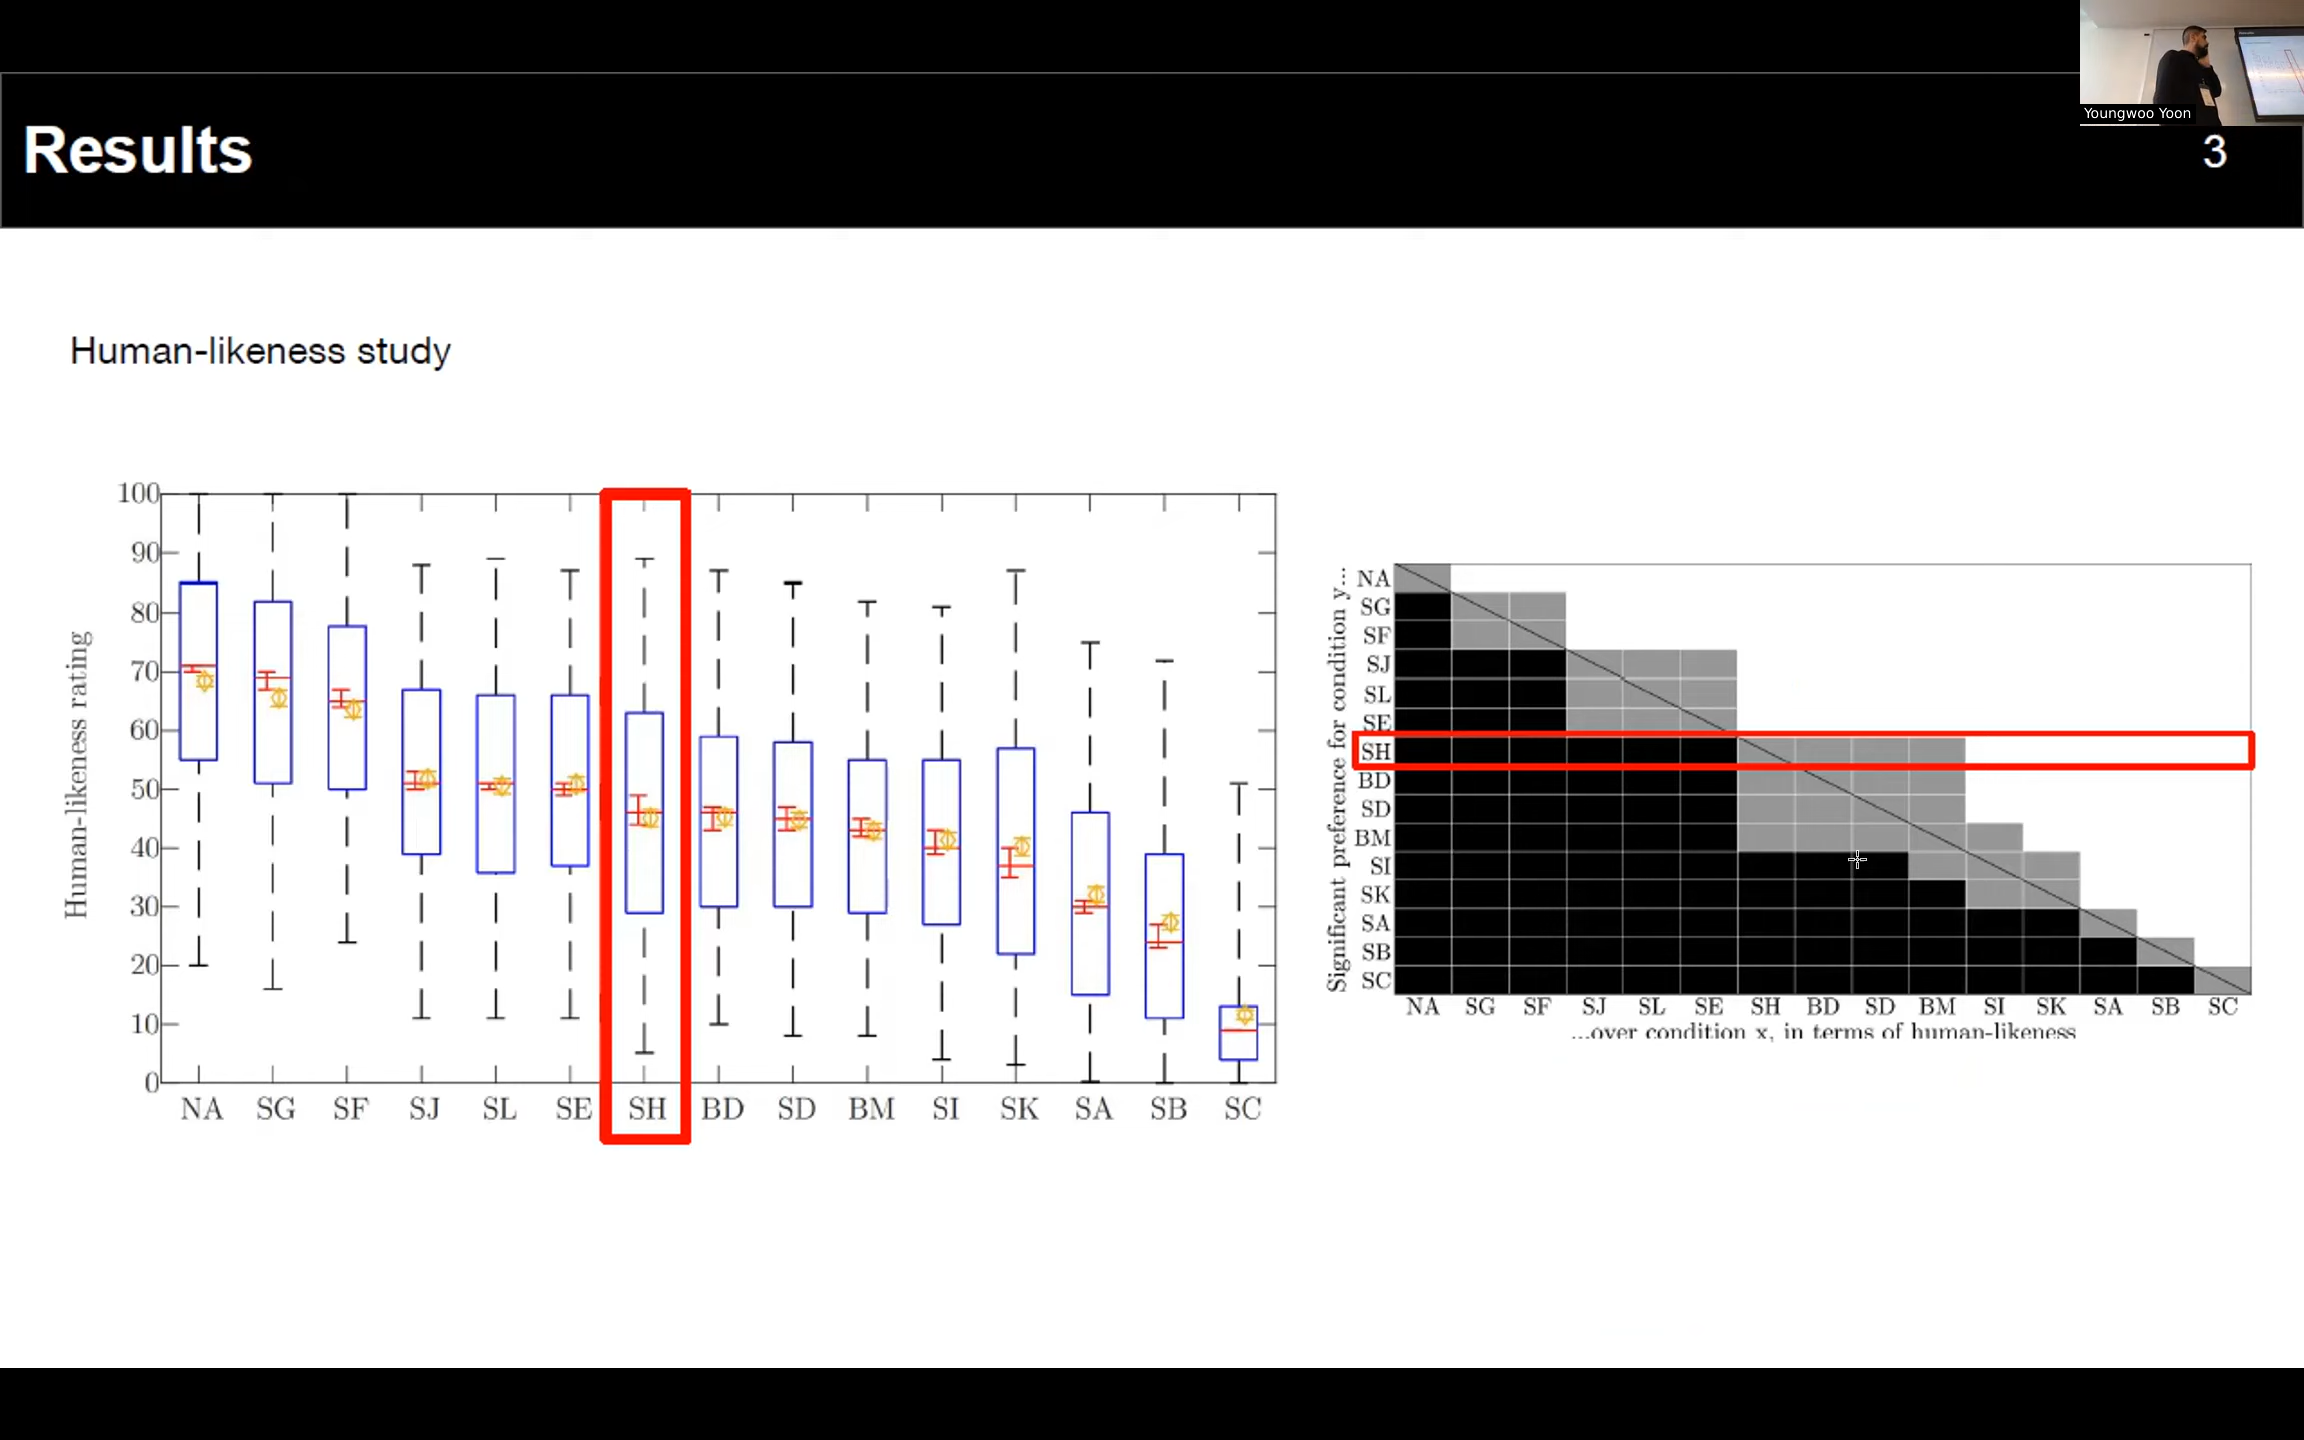 Youngwoo Yoon
Results
3
Human-likeness study
Human-likeness rating
100
90
80
70
60
50
40
30
20
10
0
NA SG SF SJ SL SE SH BD SD BM SI SK SA SB SC
Significant preference for condition y...
NA
SG
SF
SJ
SL
SE
SH
BD
SD
BM
SI
SK
SA
SB
SC
NA SG SF SJ SL SE SH BD SD BM SI SK SA SB SC
...over condition x, in terms of human-likeness